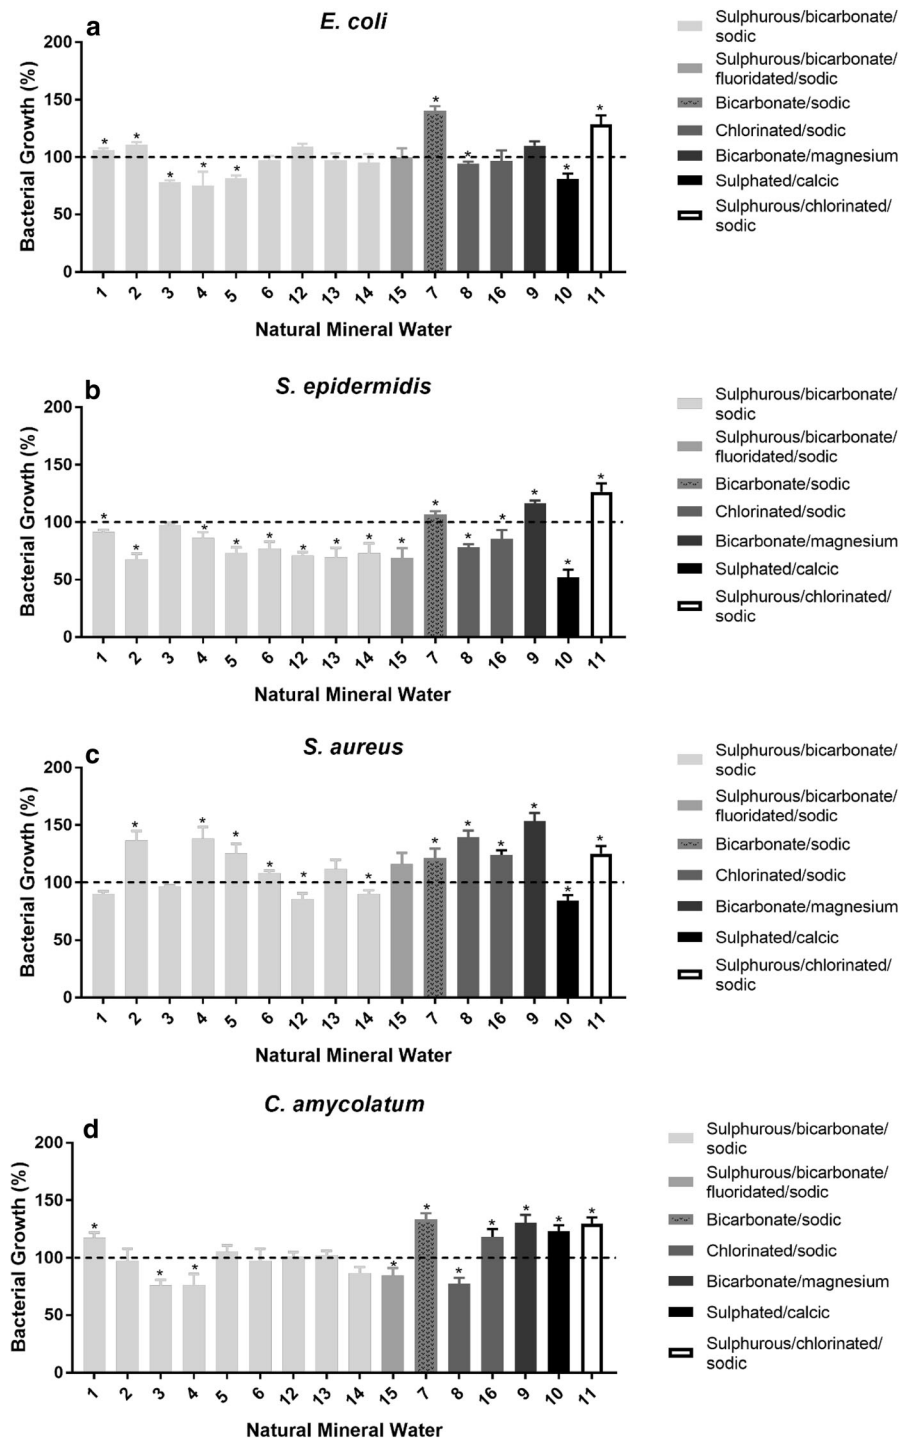 a
E. coli
Bacterial Growth (%)
200
150
100
50
0
* * * * * * * * *
1 2 3 4 5 6 12 13 14 15 7 8 16 9 10 11
Natural Mineral Water
Sulphurous/bicarbonate/
sodic
Sulphurous/bicarbonate/
fluoridated/sodic
Bicarbonate/sodic
Chlorinated/sodic
Bicarbonate/magnesium
Sulphated/calcic
Sulphurous/chlorinated/
sodic
b
S. epidermidis
Bacterial Growth (%)
200
150
100
50
0
* * * * * * * * * * * * * * *
1 2 3 4 5 6 12 13 14 15 7 8 16 9 10 11
Natural Mineral Water
Sulphurous/bicarbonate/
sodic
Sulphurous/bicarbonate/
fluoridated/sodic
Bicarbonate/sodic
Chlorinated/sodic
Bicarbonate/magnesium
Sulphated/calcic
Sulphurous/chlorinated/
sodic
c
S. aureus
Bacterial Growth (%)
200
150
100
50
0
* * * * * * * * * * * *
1 2 3 4 5 6 12 13 14 15 7 8 16 9 10 11
Natural Mineral Water
Sulphurous/bicarbonate/
sodic
Sulphurous/bicarbonate/
fluoridated/sodic
Bicarbonate/sodic
Chlorinated/sodic
Bicarbonate/magnesium
Sulphated/calcic
Sulphurous/chlorinated/
sodic
d
C. amycolatum
Bacterial Growth (%)
200
150
100
50
0
* * * * * * * * * *
1 2 3 4 5 6 12 13 14 15 7 8 16 9 10 11
Natural Mineral Water
Sulphurous/bicarbonate/
sodic
Sulphurous/bicarbonate/
fluoridated/sodic
Bicarbonate/sodic
Chlorinated/sodic
Bicarbonate/magnesium
Sulphated/calcic
Sulphurous/chlorinated/
sodic